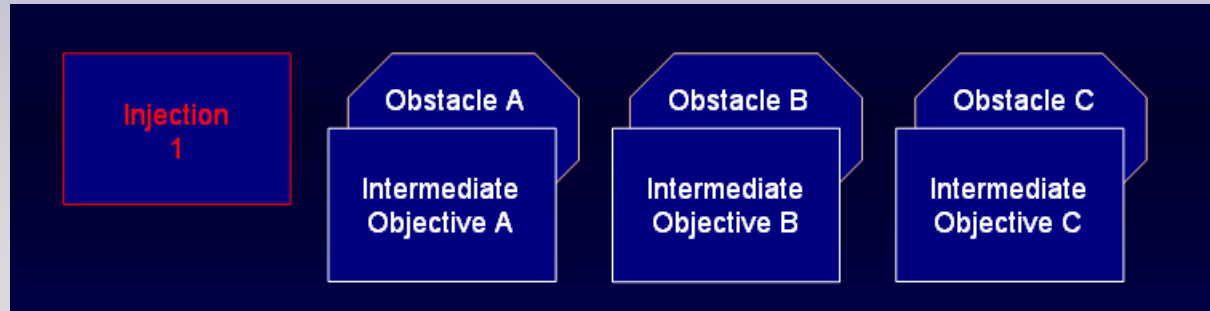 Injection
1
Obstacle A
Intermediate
Objective A
Obstacle B
Intermediate
Objective B
Obstacle C
Intermediate
Objective C